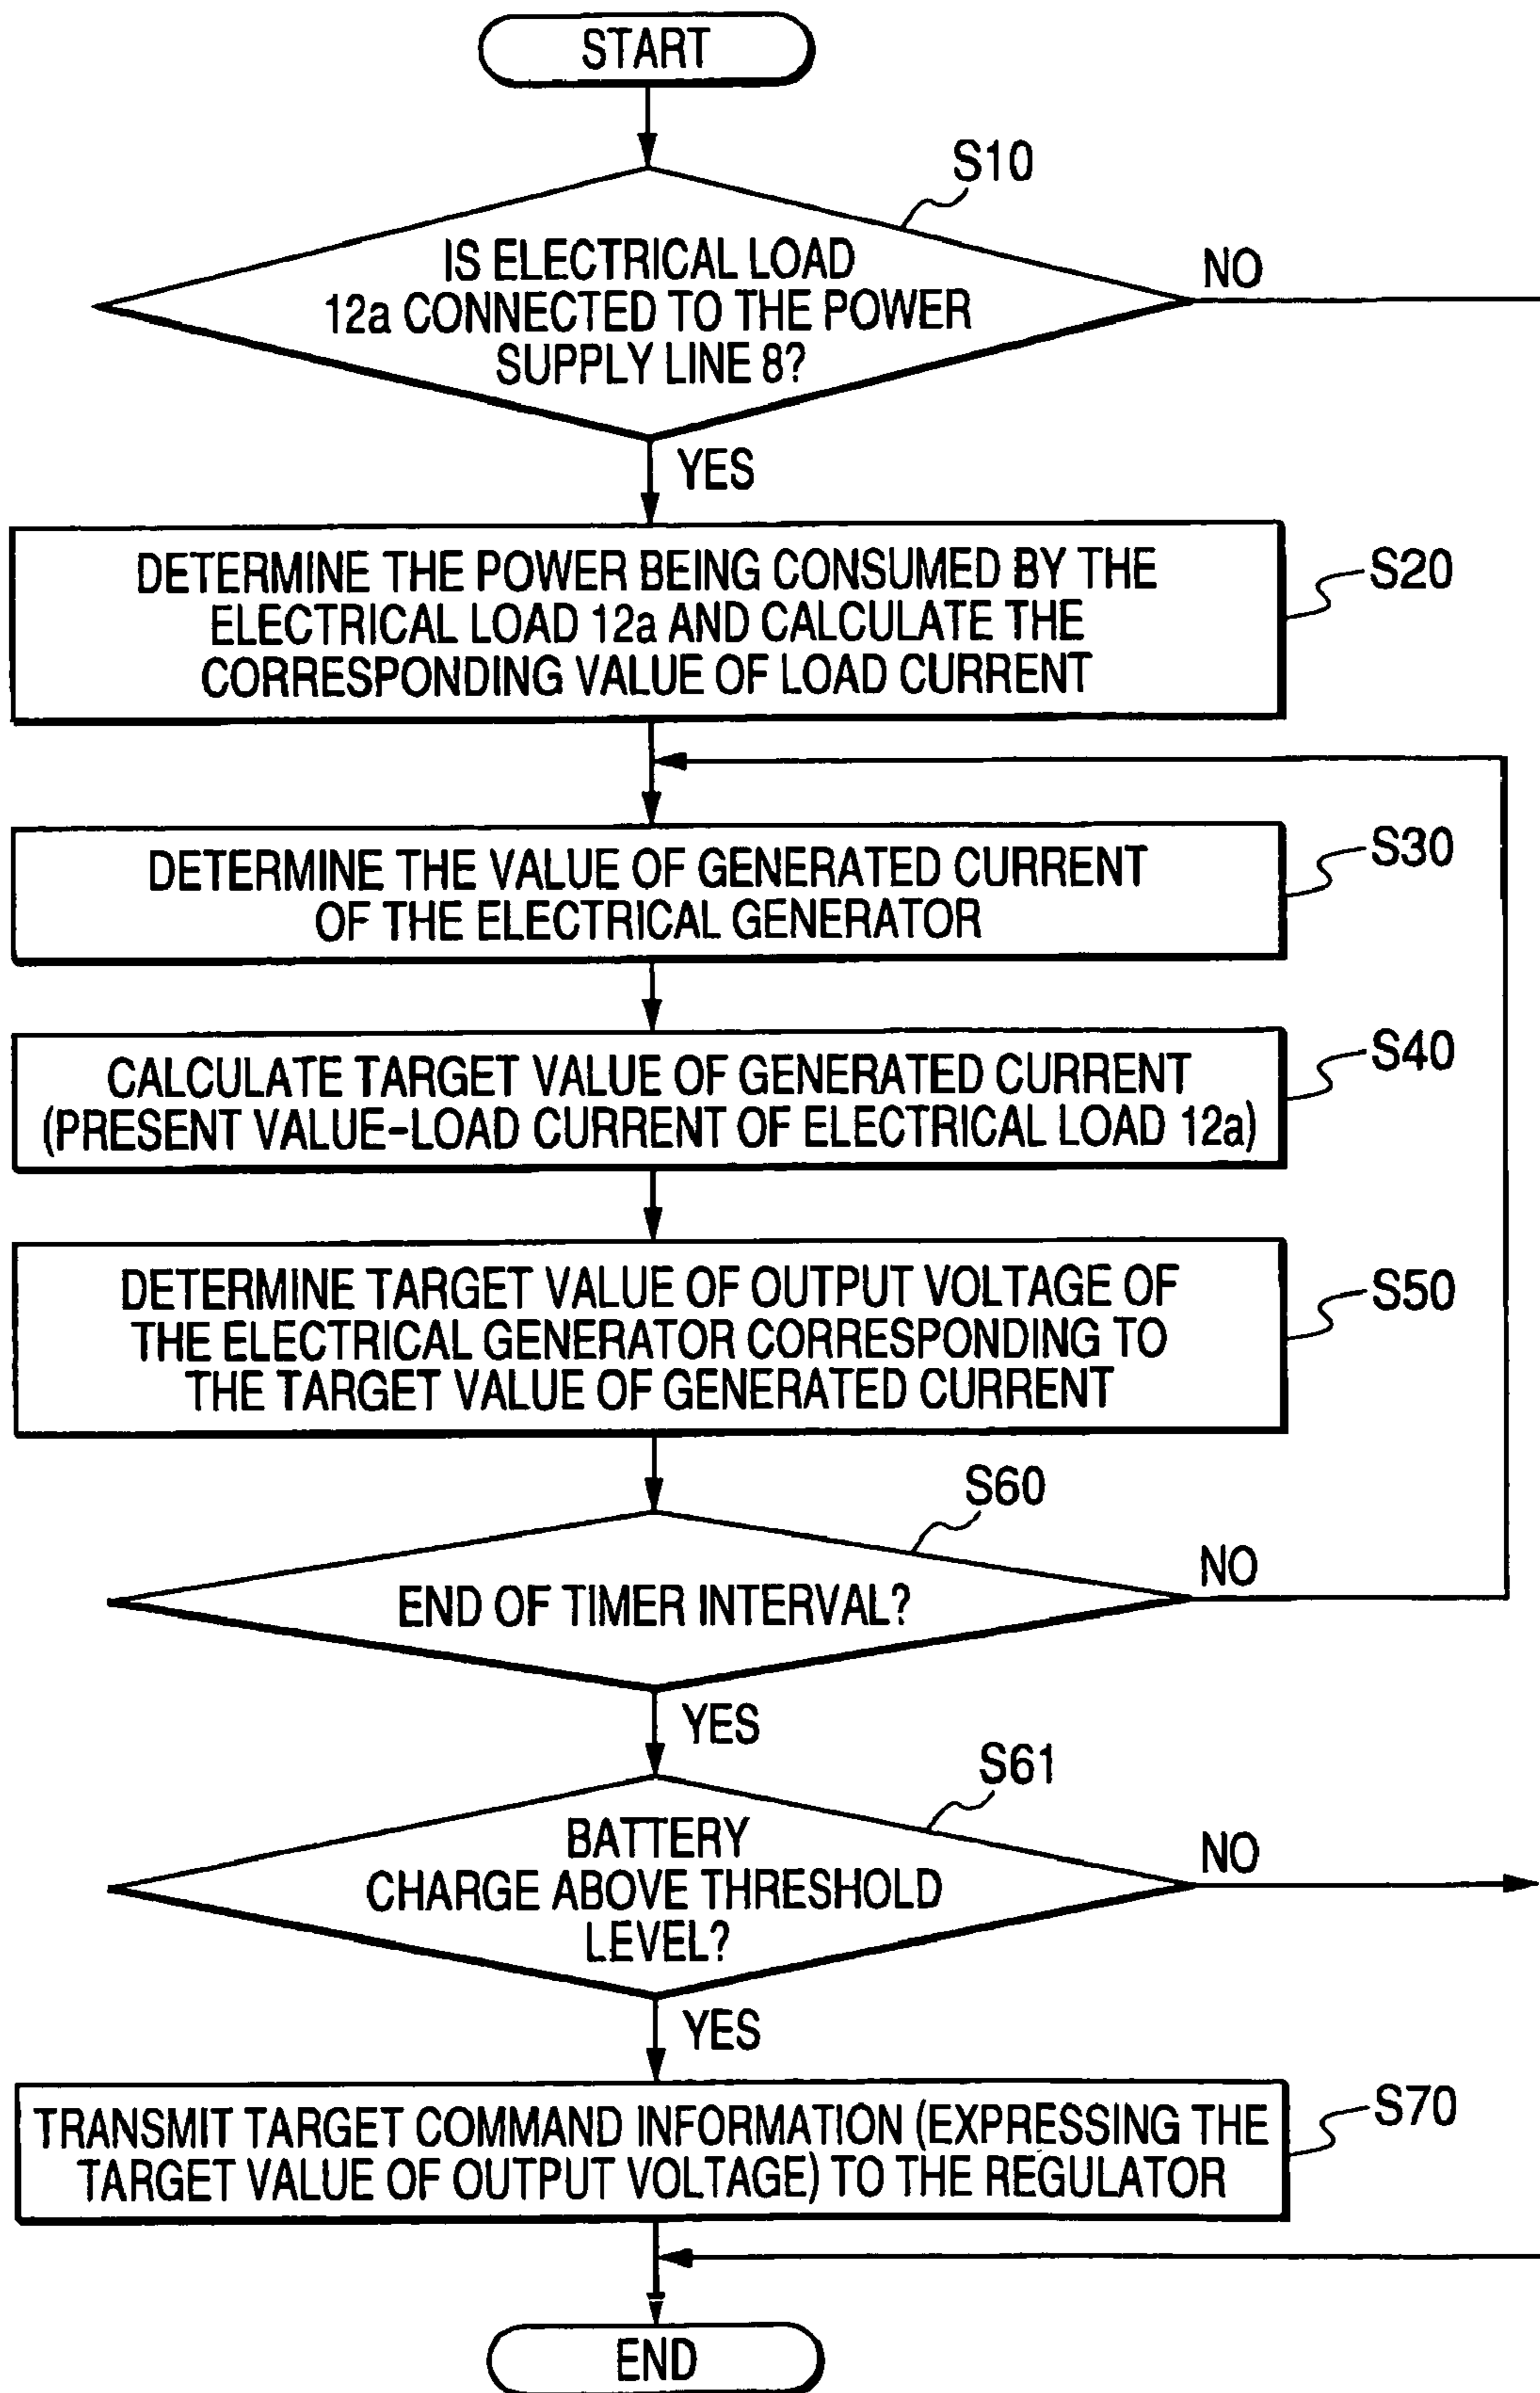 START
S10
IS ELECTRICAL LOAD
12a CONNECTED TO THE POWER
SUPPLY LINE 8?
NO
YES
DETERMINE THE POWER BEING CONSUMED BY THE
ELECTRICAL LOAD 12a AND CALCULATE THE
CORRESPONDING VALUE OF LOAD CURRENT
S20
DETERMINE THE VALUE OF GENERATED CURRENT
OF THE ELECTRICAL GENERATOR
S30
CALCULATE TARGET VALUE OF GENERATED CURRENT
(PRESENT VALUE-LOAD CURRENT OF ELECTRICAL LOAD 12a)
S40
DETERMINE TARGET VALUE OF OUTPUT VOLTAGE OF
THE ELECTRICAL GENERATOR CORRESPONDING TO
THE TARGET VALUE OF GENERATED CURRENT
S50
S60
END OF TIMER INTERVAL?
NO
YES
S61
BATTERY
CHARGE ABOVE THRESHOLD
LEVEL?
NO
YES
TRANSMIT TARGET COMMAND INFORMATION (EXPRESSING THE
TARGET VALUE OF OUTPUT VOLTAGE) TO THE REGULATOR
S70
END